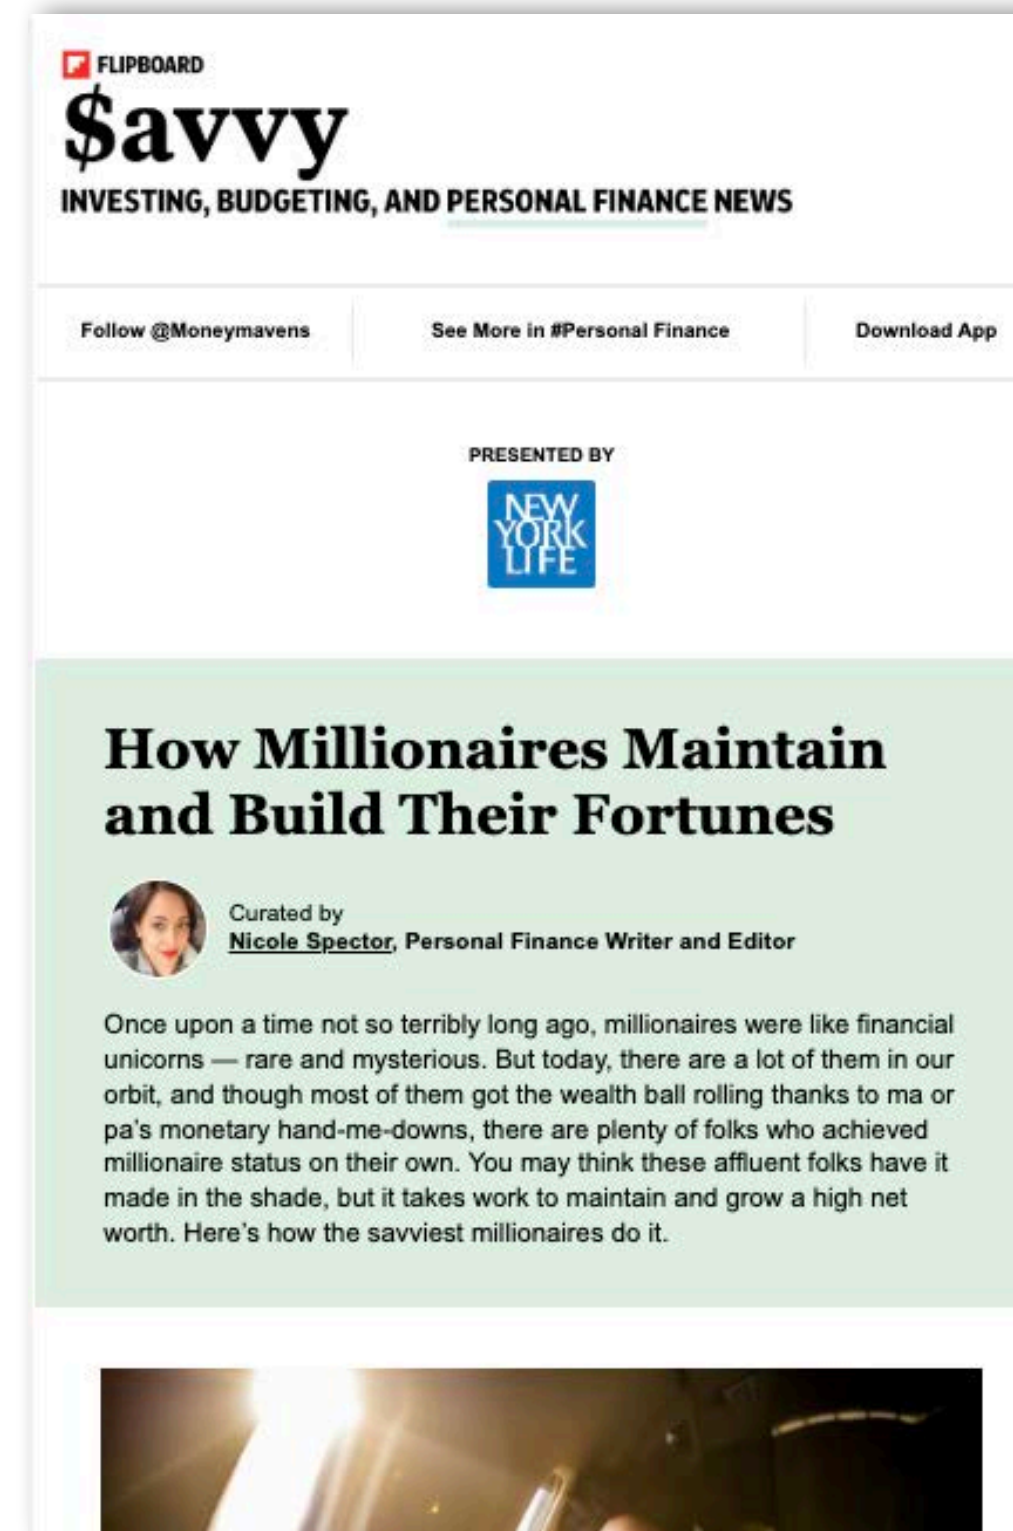 FLIPBOARD
$avvy
INVESTING, BUDGETING, AND PERSONAL FINANCE NEWS
Follow @Moneymavens
See More in #Personal Finance
Download App
PRESENTED BY
NEW
YORK
LIFE
How Millionaires Maintain
and Build Their Fortunes
Curated by
Nicole Spector, Personal Finance Writer and Editor
Once upon a time not so terribly long ago, millionaires were like financial
unicorns — rare and mysterious. But today, there are a lot of them in our
orbit, and though most of them got the wealth ball rolling thanks to ma or
pa's monetary hand-me-downs, there are plenty of folks who achieved
millionaire status on their own. You may think these affluent folks have it
made in the shade, but it takes work to maintain and grow a high net
worth. Here's how the savviest millionaires do it.